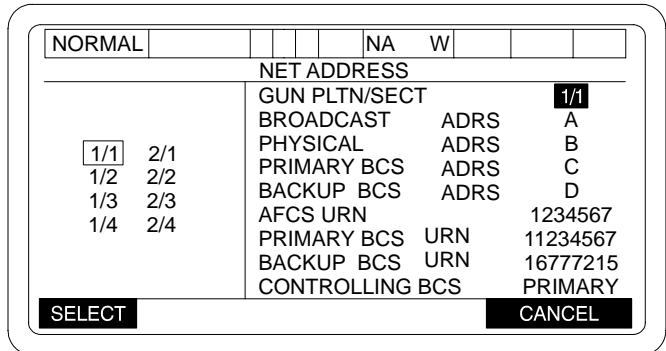 NORMAL NA W
NET ADDRESS
GUN PLTN/SECT 1/1
BROADCAST ADRS A
PHYSICAL ADRS B
1/1 2/1
PRIMARY BCS ADRS C
1/2 2/2
BACKUP BCS ADRS D
1/3 2/3
AFCS URN 1234567
1/4 2/4
PRIMARY BCS URN 11234567
BACKUP BCS URN 16777215
CONTROLLING BCS PRIMARY
SELECT CANCEL